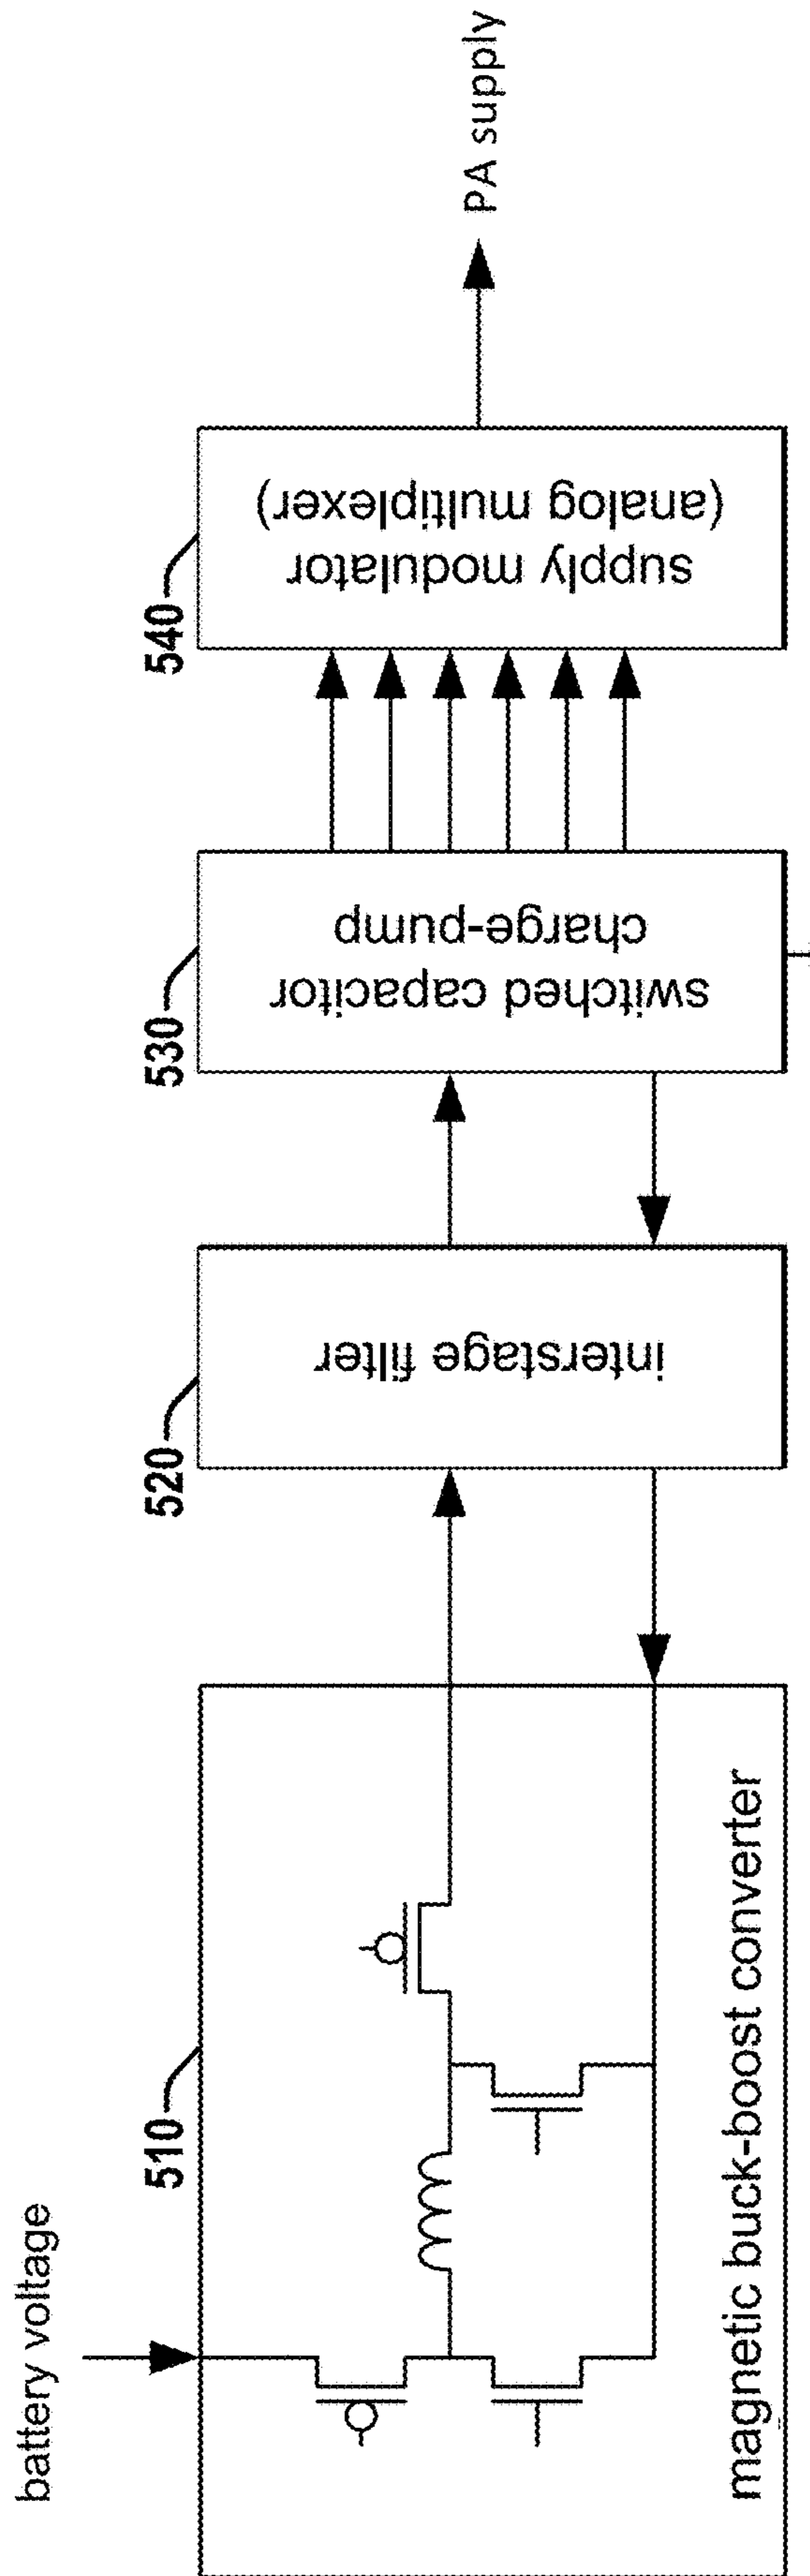 battery voltage
510
magnetic buck-boost converter
520
interstage filter
530
switched capacitor
charge-pump
540
supply modulator
(analog multiplexer)
PA supply